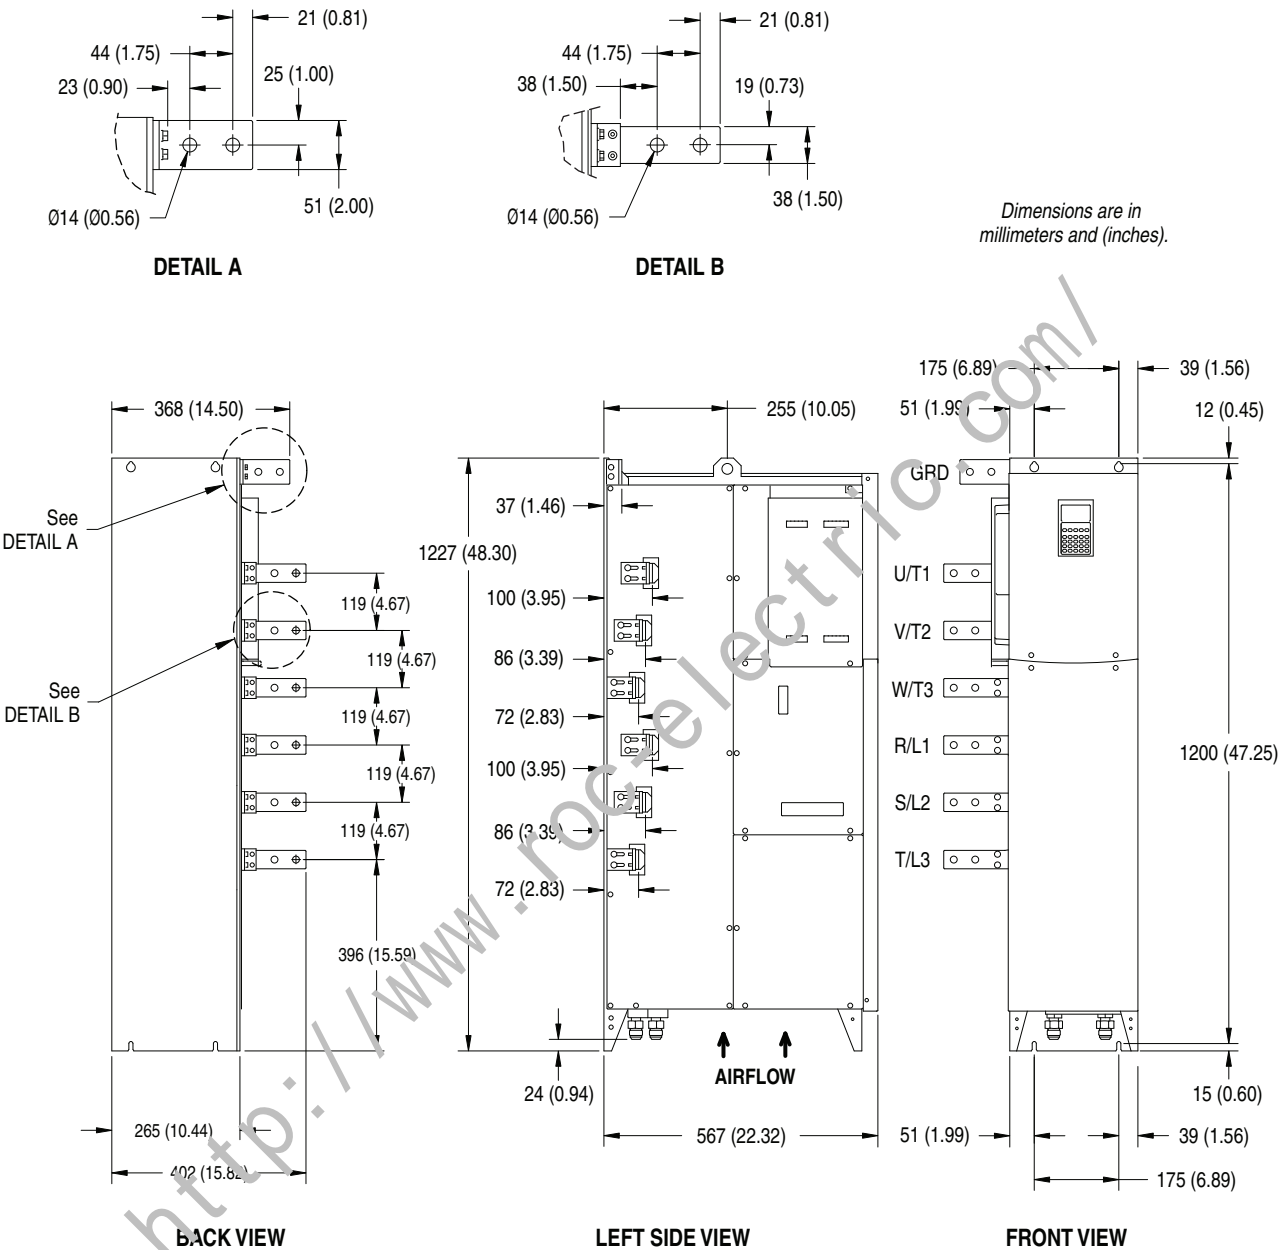 21 (0.81)
44 (1.75)
23 (0.90)
25 (1.00)
51 (2.00)
Ø14 (Ø0.56)
DETAIL A
21 (0.81)
44 (1.75)
38 (1.50)
19 (0.73)
38 (1.50)
Ø14 (Ø0.56)
DETAIL B
Dimensions are in
millimeters and (inches).
368 (14.50)
See
DETAIL A
119 (4.67)
119 (4.67)
See
DETAIL B
119 (4.67)
119 (4.67)
119 (4.67)
396 (15.59)
265 (10.44)
402 (15.82)
BACK VIEW
255 (10.05)
37 (1.46)
1227 (48.30)
100 (3.95)
86 (3.39)
72 (2.83)
100 (3.95)
86 (3.39)
72 (2.83)
AIRFLOW
24 (0.94)
567 (22.32)
LEFT SIDE VIEW
175 (6.89)
39 (1.56)
51 (1.99)
12 (0.45)
GRD
U/T1
V/T2
W/T3
R/L1
S/L2
T/L3
1200 (47.25)
15 (0.60)
51 (1.99)
39 (1.56)
175 (6.89)
FRONT VIEW
http://www.roc-electric.com/